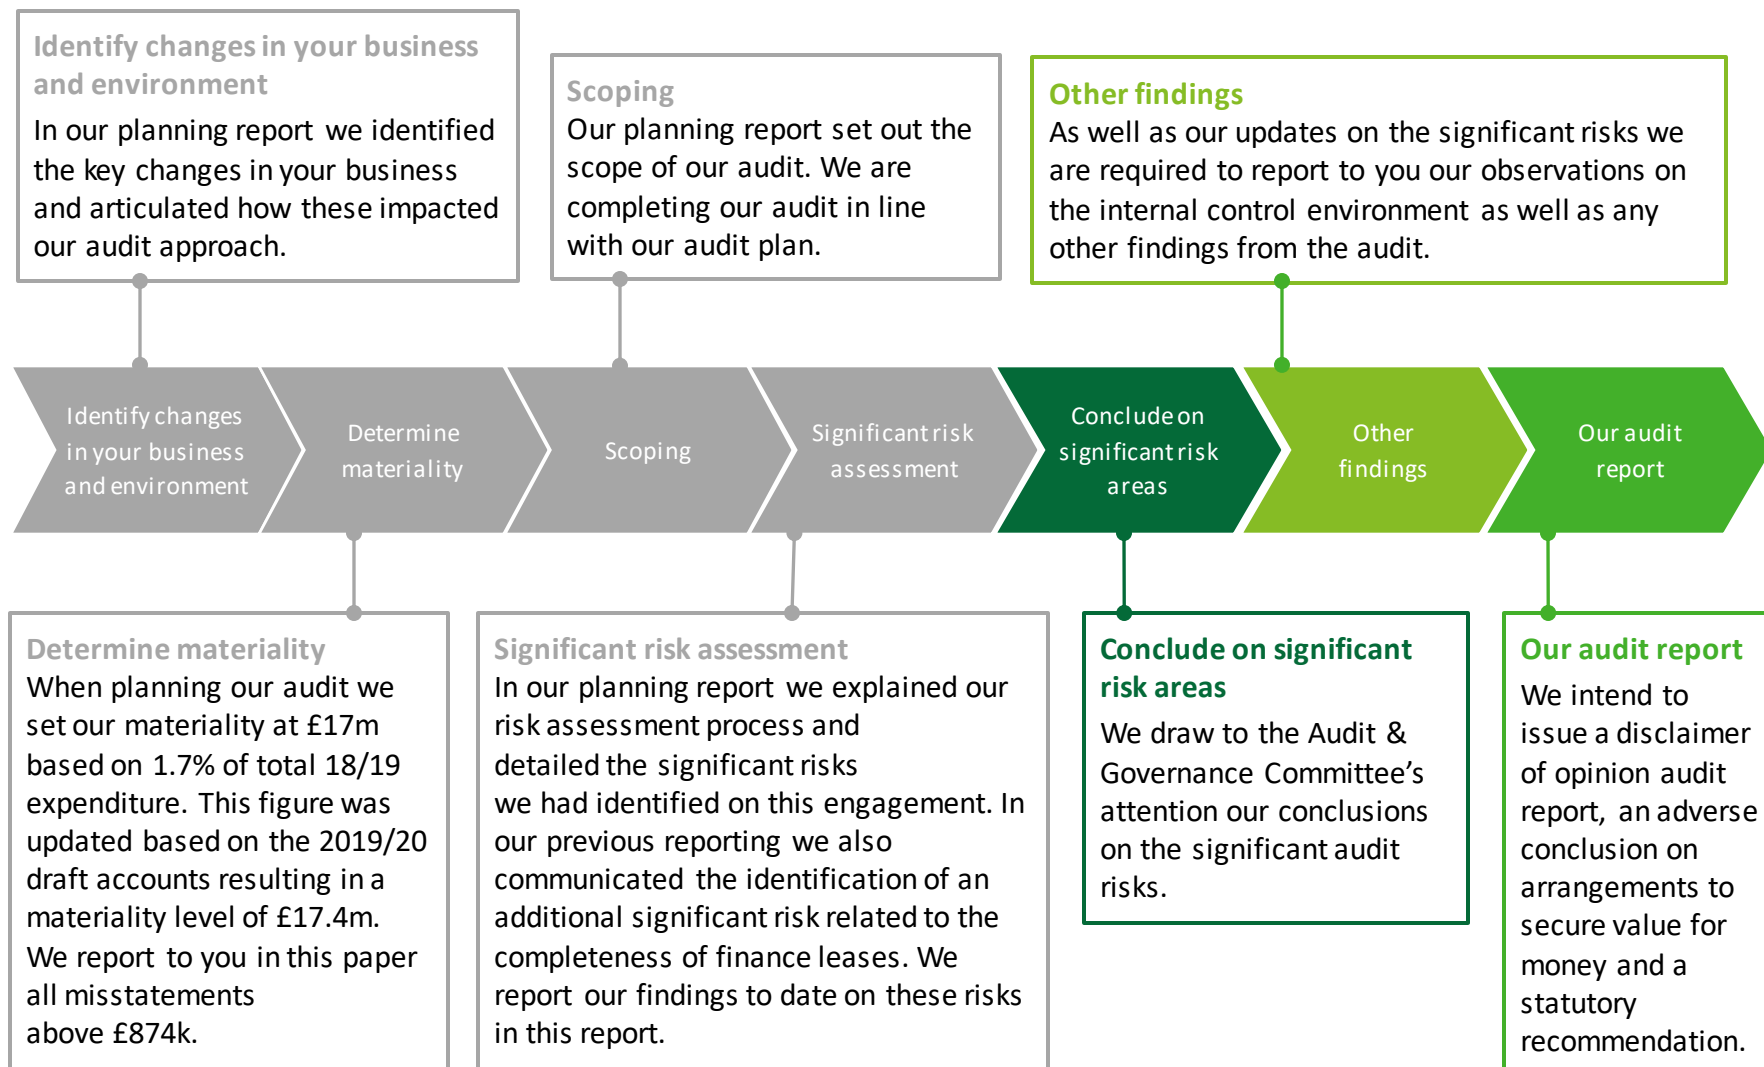 Identify changes in your business
and environment
In our planning report we identified
the key changes in your business
and articulated how these impacted
our audit approach.
Scoping
Our planning report set out the
scope of our audit. We are
completing our audit in line
with our audit plan.
Other findings
As well as our updates on the significant risks we
are required to report to you our observations on
the internal control environment as well as any
other findings from the audit.
Identify changes
in your business
and environment
Determine
materiality
Scoping
Significant risk
assessment
Conclude on
significant risk
areas
Other
findings
Our audit
report
Determine materiality
When planning our audit we
set our materiality at £17m
based on 1.7% of total 18/19
expenditure. This figure was
updated based on the 2019/20
draft accounts resulting in a
materiality level of £17.4m.
We report to you in this paper
all misstatements
above £874k.
Significant risk assessment
In our planning report we explained our
risk assessment process and
detailed the significant risks
we had identified on this engagement. In
our previous reporting we also
communicated the identification of an
additional significant risk related to the
completeness of finance leases. We
report our findings to date on these risks
in this report.
Conclude on significant
risk areas
We draw to the Audit &
Governance Committee’s
attention our conclusions
on the significant audit
risks.
Our audit report
We intend to
issue a disclaimer
of opinion audit
report, an adverse
conclusion on
arrangements to
secure value for
money and a
statutory
recommendation.